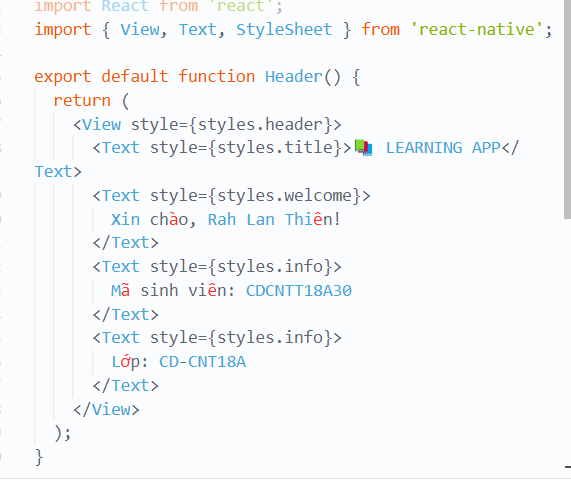 import React from 'react';
import { View, Text, StyleSheet } from 'react-native';

export default function Header() {
  return (
    <View style={styles.header}>
      <Text style={styles.title}>📚 LEARNING APP</
Text>
      <Text style={styles.welcome}>
        Xin chào, Rah Lan Thiên!
      </Text>
      <Text style={styles.info}>
        Mã sinh viên: CDCNTT18A30
      </Text>
      <Text style={styles.info}>
        Lớp: CD-CNT18A
      </Text>
    </View>
  );
}